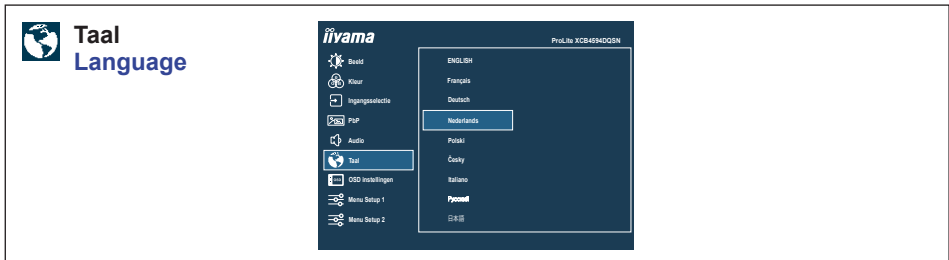 Taal
Language
iiyama
ProLite XCB4594DQSN
Beeld
Kleur
Ingangsselectie
PbP
Audio
Taal
OSD instellingen
Menu Setup 1
Menu Setup 2
ENGLISH
Français
Deutsch
Nederlands
Polski
Česky
Italiano
Русский
日本語